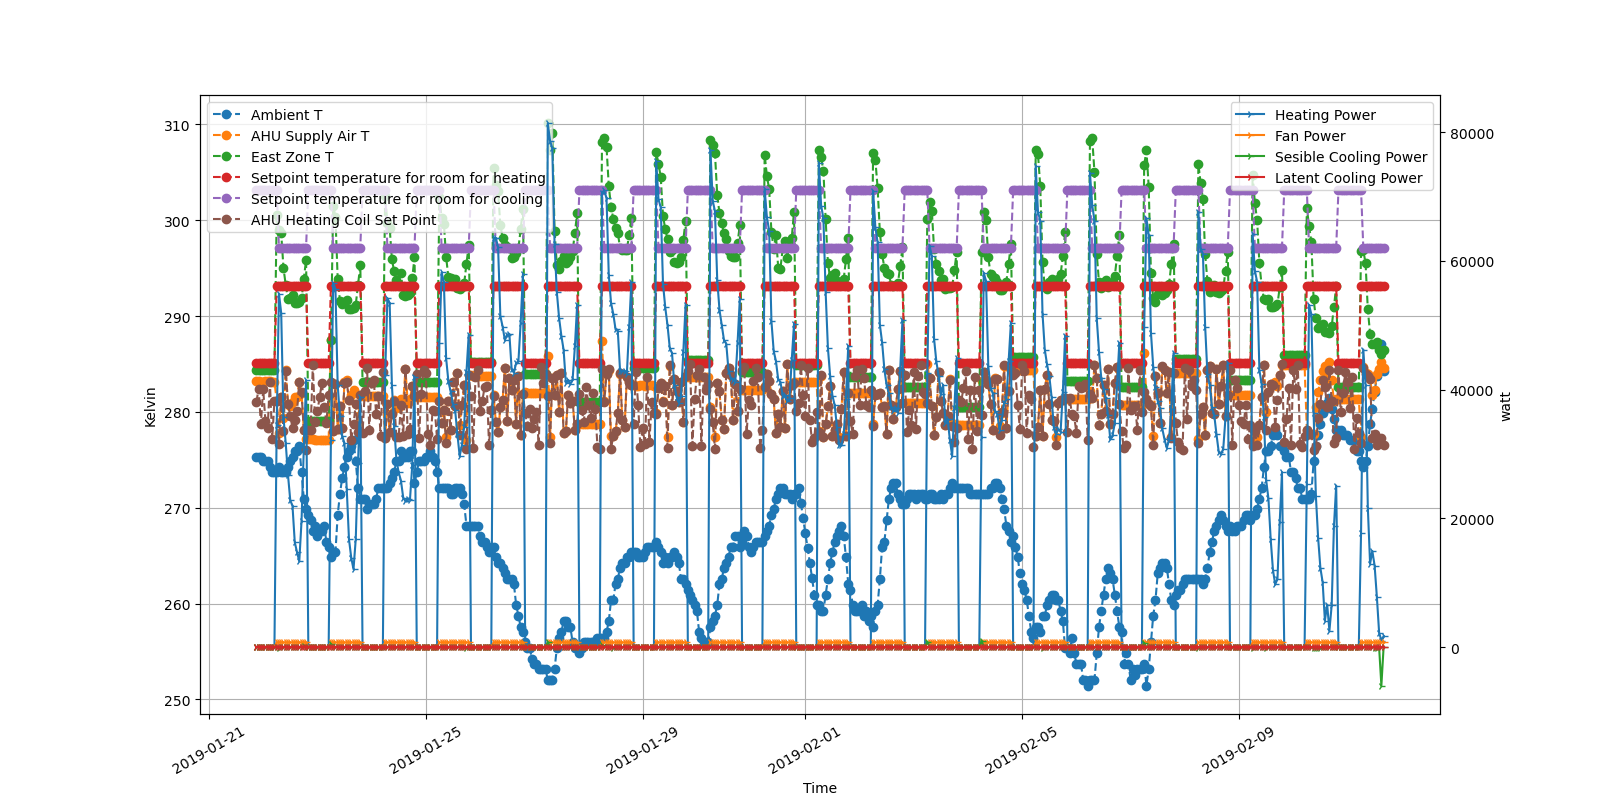 Ambient T
AHU Supply Air T
East Zone T
Setpoint temperature for room for heating
Setpoint temperature for room for cooling
AHU Heating Coil Set Point
Heating Power
Fan Power
Sesible Cooling Power
Latent Cooling Power
310
300
290
280
270
260
250
Kelvin
80000
60000
40000
20000
0
watt
2019-01-21
2019-01-25
2019-01-29
2019-02-01
2019-02-05
2019-02-09
Time